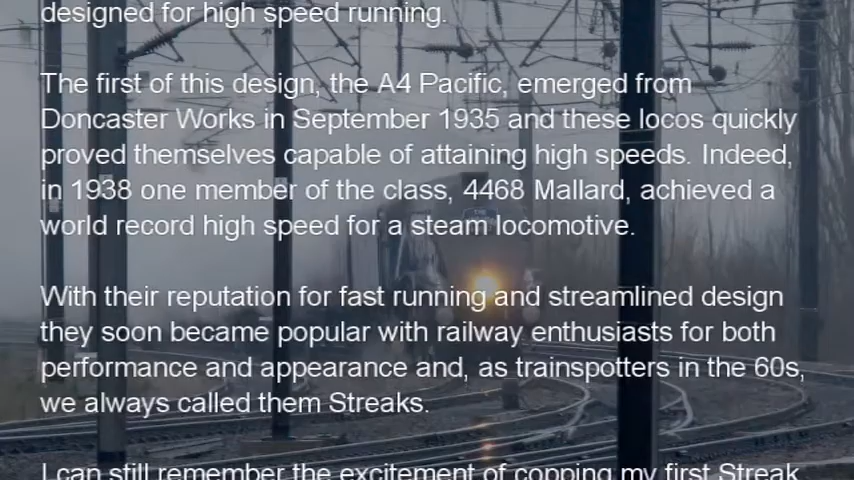 designed for high speed running.
The first of this design, the A4 Pacific, emerged from
Doncaster Works in September 1935 and these locos quickly
proved themselves capable of attaining high speeds. Indeed,
in 1938 one member of the class, 4468 Mallard, achieved a
world record high speed for a steam locomotive.
With their reputation for fast running and streamlined design
they soon became popular with railway enthusiasts for both
performance and appearance and, as trainspotters in the 60s,
we always called them Streaks.
I can still remember the excitement of copping my first Streak